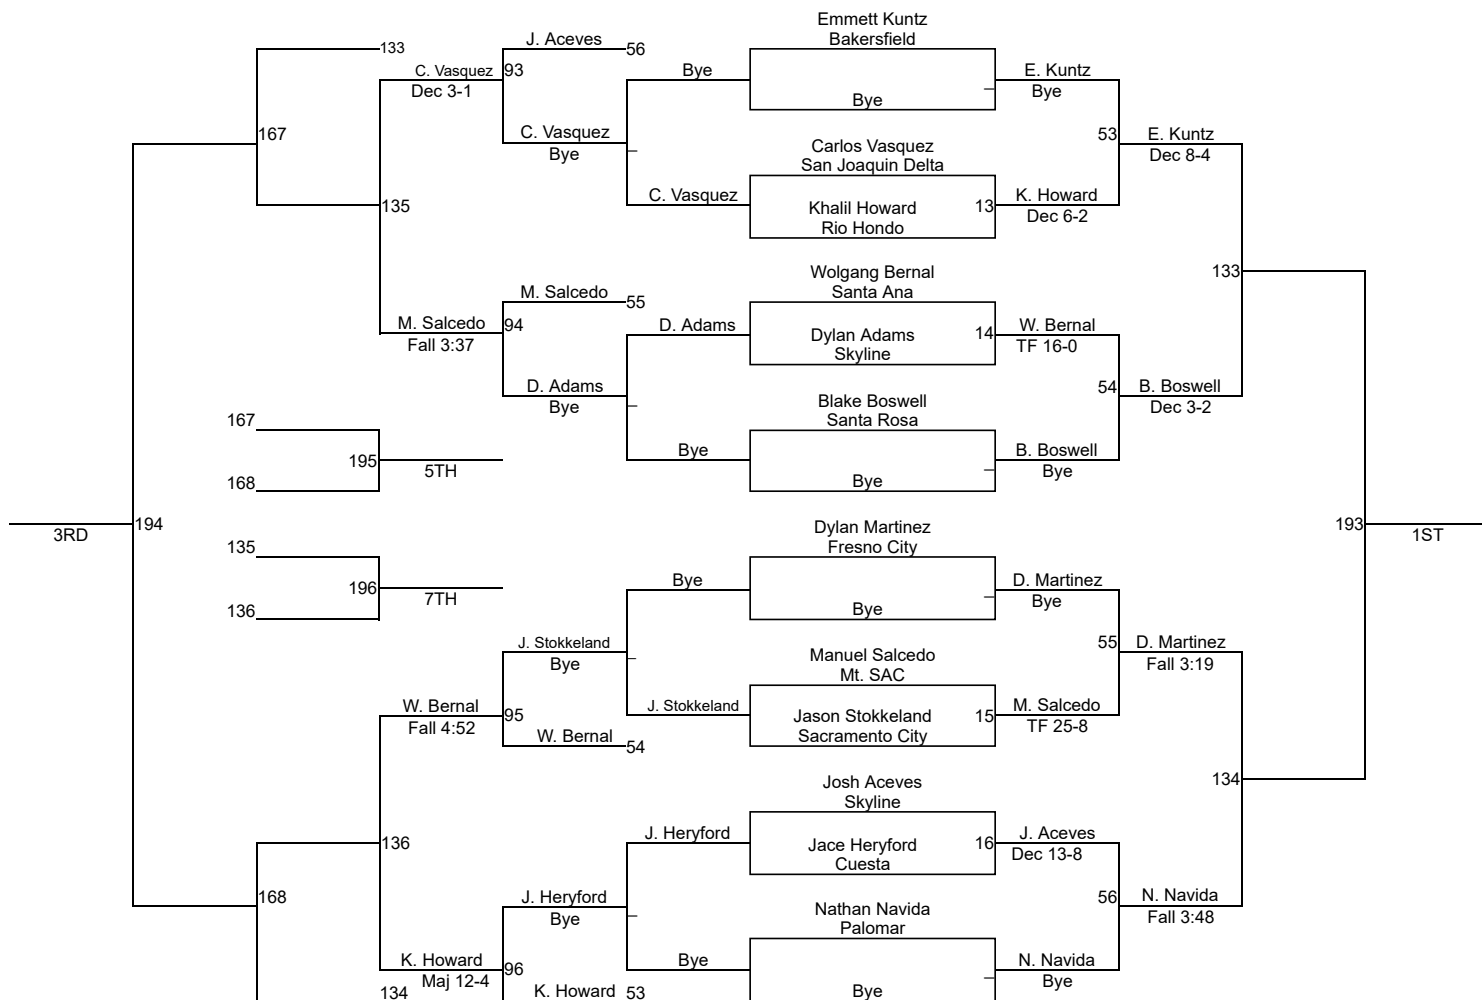 Emmett Kuntz
Bakersfield
Bye
E. Kuntz
Bye
Bye
Carlos Vasquez
San Joaquin Delta
Khalil Howard
Rio Hondo
13
K. Howard
Dec 6-2
C. Vasquez
53
E. Kuntz
Dec 8-4
J. Aceves
56
C. Vasquez
Dec 3-1
93
C. Vasquez
Bye
133
167
135
Wolgang Bernal
Santa Ana
Dylan Adams
Skyline
14
W. Bernal
TF 16-0
D. Adams
133
M. Salcedo
55
M. Salcedo
Fall 3:37
94
D. Adams
Bye
Blake Boswell
Santa Rosa
Bye
B. Boswell
Bye
Bye
54
B. Boswell
Dec 3-2
167
195
5TH
168
194
3RD
193
1ST
135
196
7TH
136
Dylan Martinez
Fresno City
Bye
D. Martinez
Bye
Bye
Manuel Salcedo
Mt. SAC
Jason Stokkeland
Sacramento City
15
M. Salcedo
TF 25-8
J. Stokkeland
55
D. Martinez
Fall 3:19
J. Stokkeland
Bye
W. Bernal
Fall 4:52
95
W. Bernal
54
134
Josh Aceves
Skyline
Jace Heryford
Cuesta
16
J. Aceves
Dec 13-8
J. Heryford
136
168
J. Heryford
Bye
Nathan Navida
Palomar
Bye
N. Navida
Bye
Bye
56
N. Navida
Fall 3:48
K. Howard
Maj 12-4
96
134
K. Howard
53